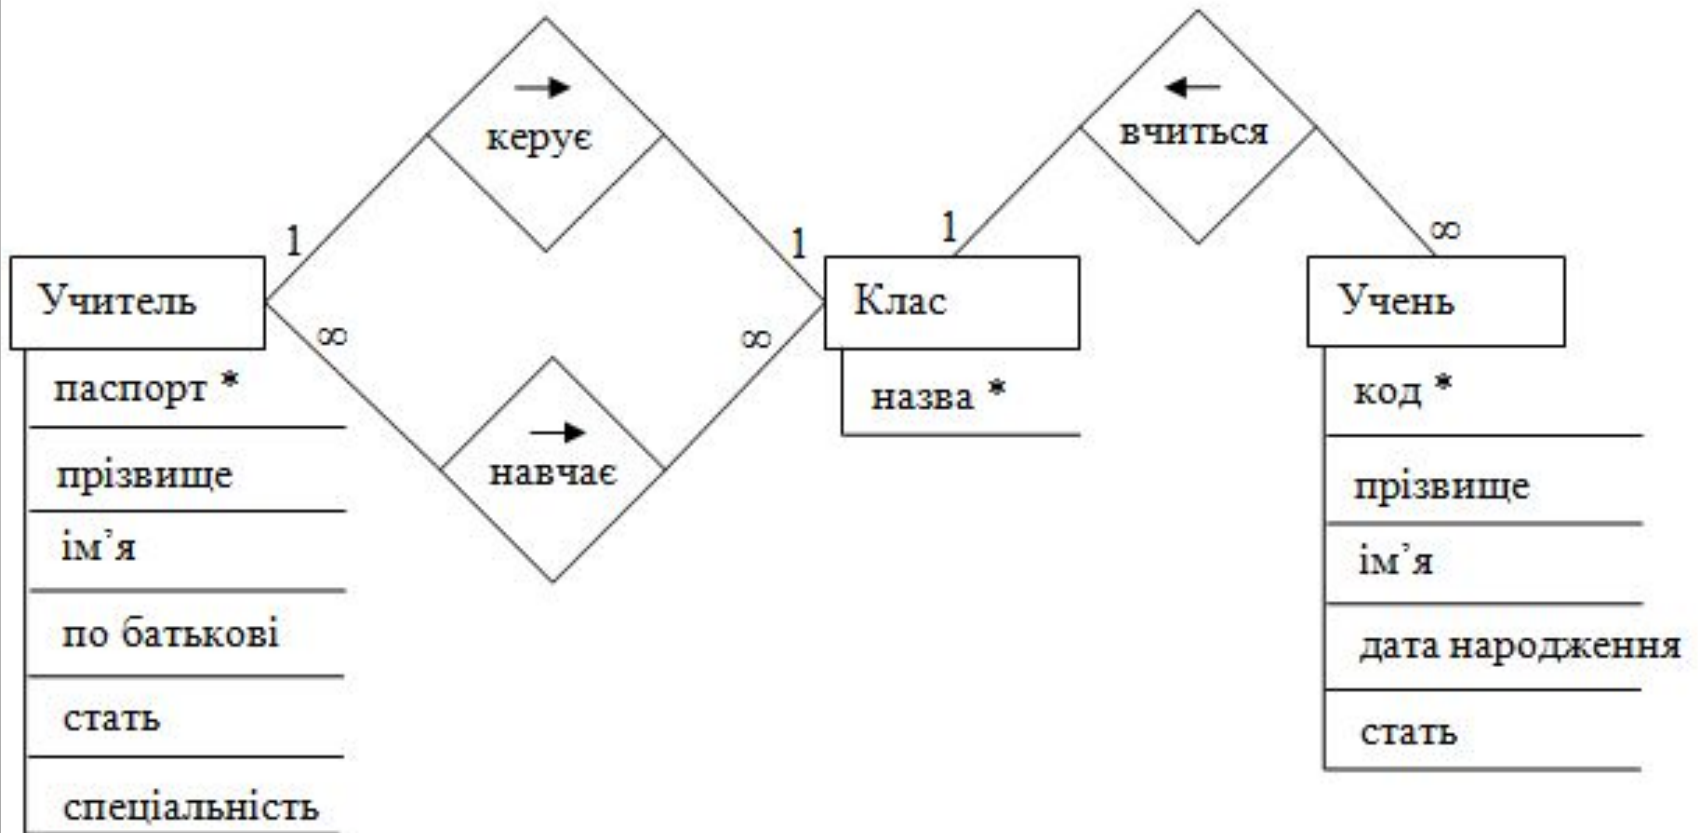 керує
вчиться
1
1
1
∞
Учитель
Клас
Учень
∞
∞
паспорт *
прізвище
ім’я
по батькові
стать
спеціальність
навчає
назва *
код *
прізвище
ім’я
дата народження
стать